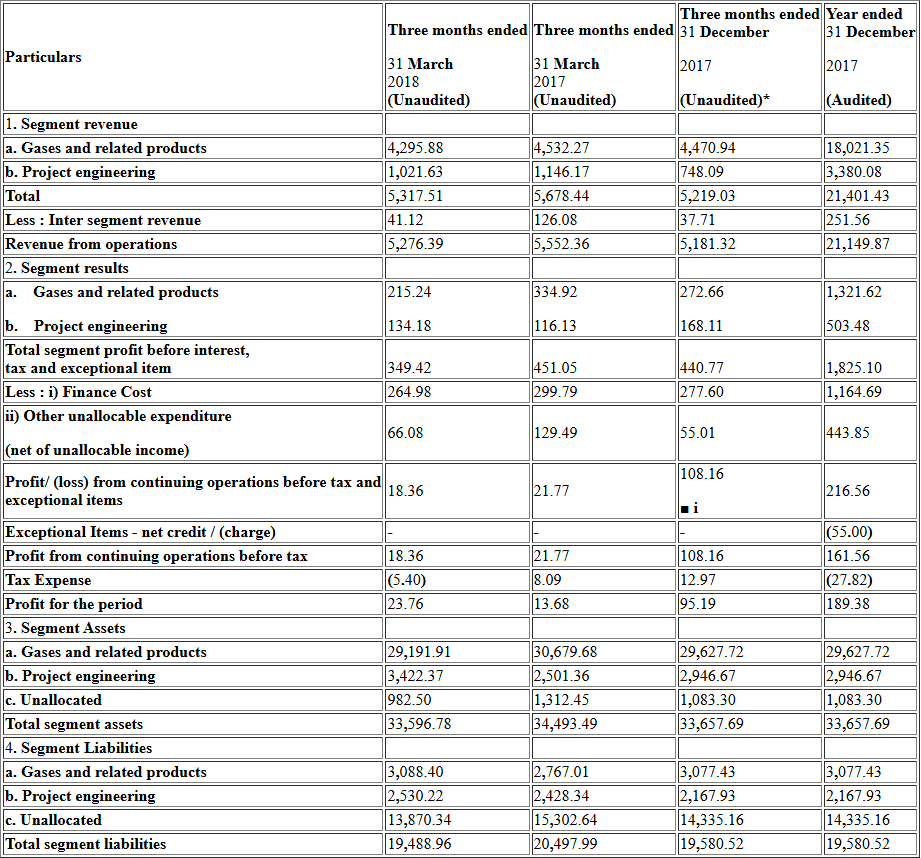 Particulars Three months ended 31 March 2018 (Unaudited) Three months ended 31 March 2017 (Unaudited) Three months ended 31 December 2017 (Unaudited)* Year ended 31 December 2017 (Audited)
1. Segment revenue
a. Gases and related products 4,295.88 4,532.27 4,470.94 18,021.35
b. Project engineering 1,021.63 1,146.17 748.09 3,380.08
Total 5,317.51 5,678.44 5,219.03 21,401.43
Less : Inter segment revenue 41.12 126.08 37.71 251.56
Revenue from operations 5,276.39 5,552.36 5,181.32 21,149.87
2. Segment results
a. Gases and related products 215.24 334.92 272.66 1,321.62
b. Project engineering 134.18 116.13 168.11 503.48
Total segment profit before interest,
tax and exceptional item 349.42 451.05 440.77 1,825.10
Less : i) Finance Cost 264.98 299.79 277.60 1,164.69
ii) Other unallocable expenditure
(net of unallocable income) 66.08 129.49 55.01 443.85
Profit/ (loss) from continuing operations before tax and
exceptional items 18.36 21.77 108.16 ■ i 216.56
Exceptional Items - net credit / (charge) - - - (55.00)
Profit from continuing operations before tax 18.36 21.77 108.16 161.56
Tax Expense (5.40) 8.09 12.97 (27.82)
Profit for the period 23.76 13.68 95.19 189.38
3. Segment Assets
a. Gases and related products 29,191.91 30,679.68 29,627.72 29,627.72
b. Project engineering 3,422.37 2,501.36 2,946.67 2,946.67
c. Unallocated 982.50 1,312.45 1,083.30 1,083.30
Total segment assets 33,596.78 34,493.49 33,657.69 33,657.69
4. Segment Liabilities
a. Gases and related products 3,088.40 2,767.01 3,077.43 3,077.43
b. Project engineering 2,530.22 2,428.34 2,167.93 2,167.93
c. Unallocated 13,870.34 15,302.64 14,335.16 14,335.16
Total segment liabilities 19,488.96 20,497.99 19,580.52 19,580.52